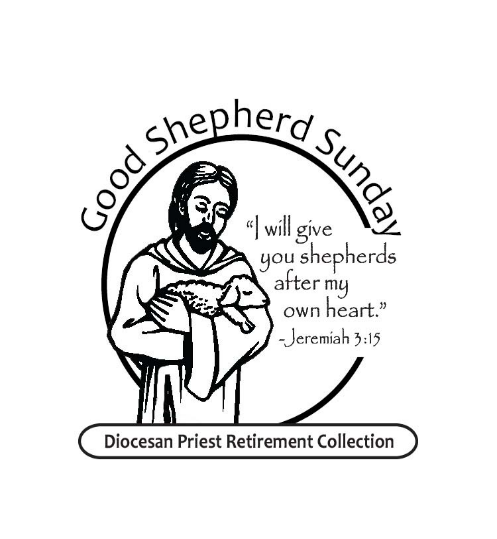 Good Shepherd Sunday
“I will give
you shepherds
after my
own heart.”
-Jeremiah 3:15
Diocesan Priest Retirement Collection